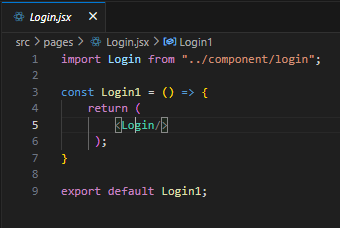 Login.jsx ×
src > pages > Login.jsx > Login1
1 import Login from "../component/login";
2
3 const Login1 = () => {
4     return (
5         <Login/>
6      );
7 }
8
9 export default Login1;